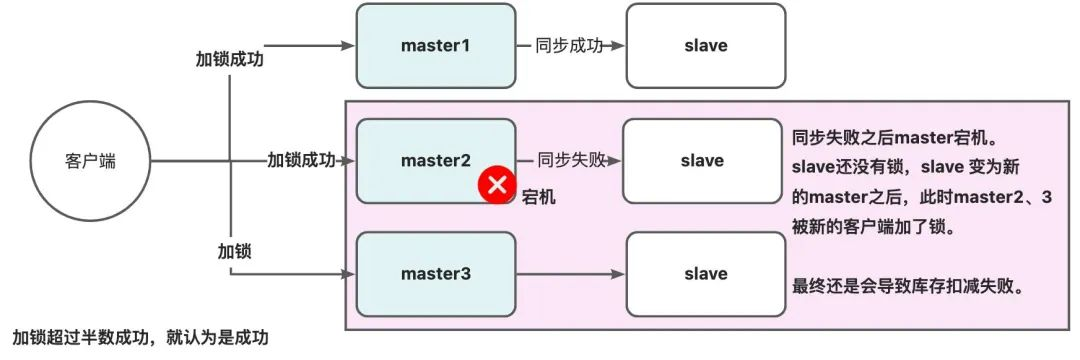 master1
同步成功
slave
加锁成功
客户端
加锁成功
master2
同步失败
slave
宕机
同步失败之后master宕机。
slave还没有锁，slave 变为新
的master之后，此时master2、3
被新的客户端加了锁。
最终还是会导致库存扣减失败。
加锁
master3
slave
加锁超过半数成功，就认为是成功